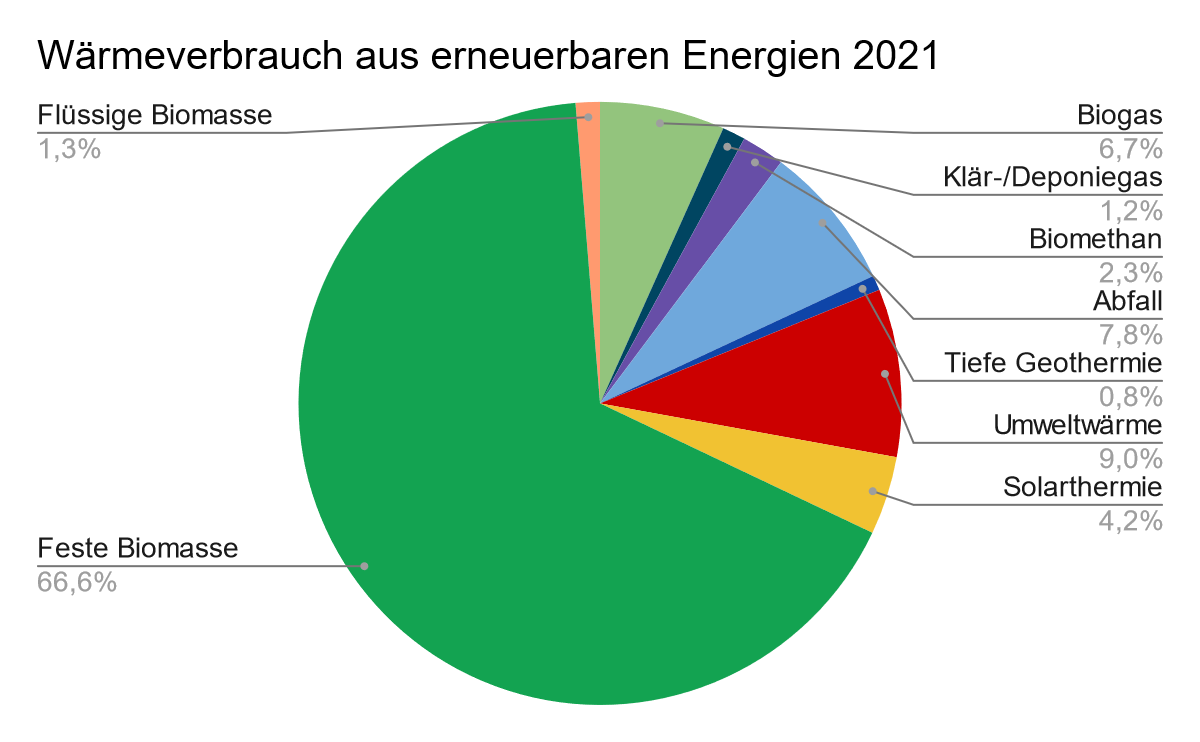 Wärmeverbrauch aus erneuerbaren Energien 2021
Flüssige Biomasse
1,3%
Feste Biomasse
66,6%
Biogas
6,7%
Klär-/Deponiegas
1,2%
Biomethan
2,3%
Abfall
7,8%
Tiefe Geothermie
0,8%
Umweltwärme
9,0%
Solarthermie
4,2%